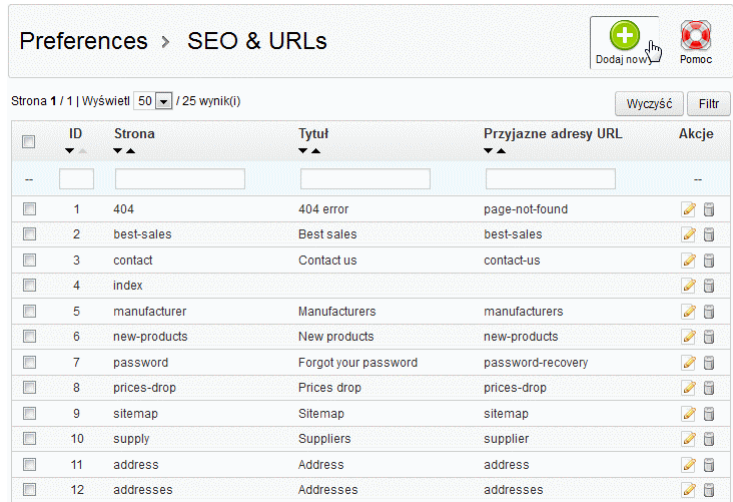 Preferences > SEO & URLs
Dodaj nowy
Pomoc
Strona 1 / 1 | Wyświetl 50 / 25 wynik(i)
Wyczyść Filtr
ID Strona Tytuł Przyjazne adresy URL Akcje
-- --
1 404 404 error page-not-found
2 best-sales Best sales best-sales
3 contact Contact us contact-us
4 index
5 manufacturer Manufacturers manufacturers
6 new-products New products new-products
7 password Forgot your password password-recovery
8 prices-drop Prices drop prices-drop
9 sitemap Sitemap sitemap
10 supply Suppliers supplier
11 address Address address
12 addresses Addresses addresses